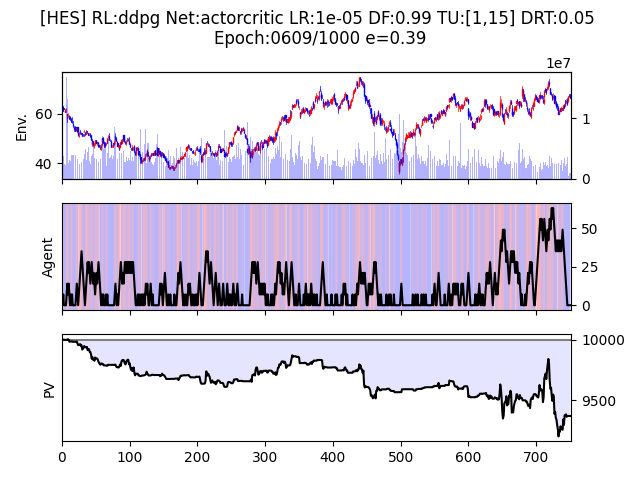 [HES] RL:ddpg Net:actorcritic LR:1e-05 DF:0.99 TU:[1,15] DRT:0.05
Epoch:0609/1000 e=0.39
1e7
Env.
60
40
1
0
Agent
50
25
0
PV
10000
9500
0 100 200 300 400 500 600 700